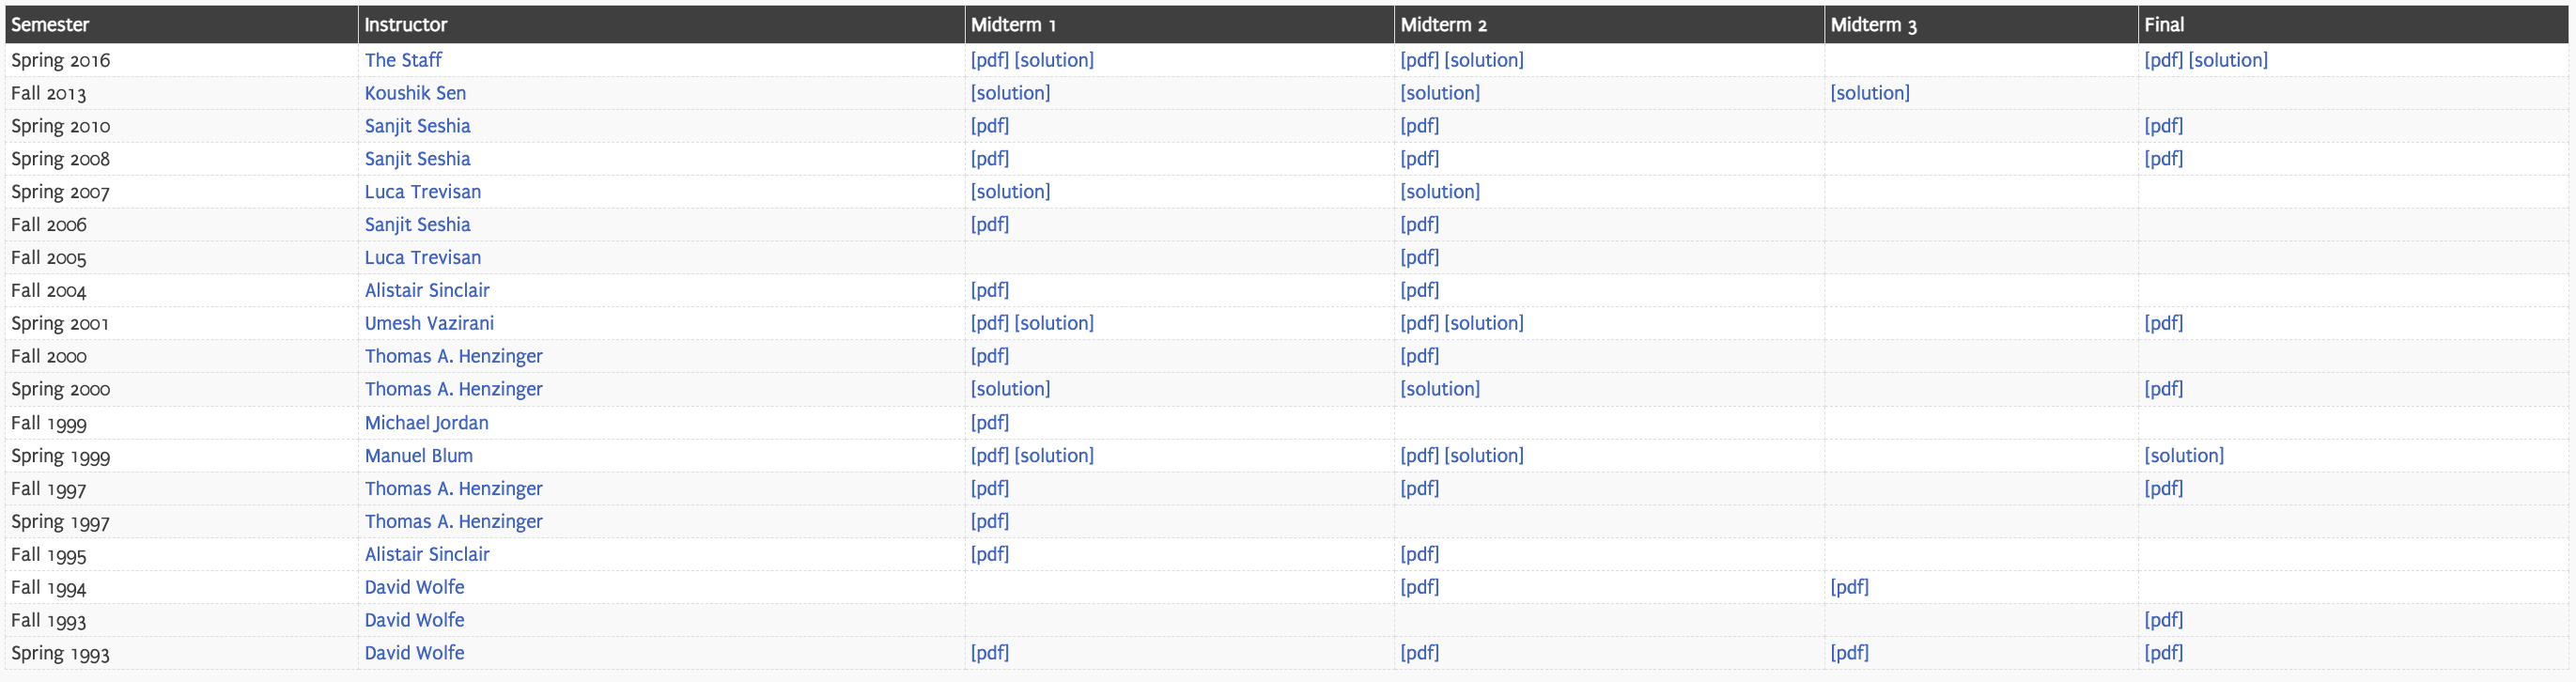 Semester Instructor Midterm 1 Midterm 2 Midterm 3 Final
Spring 2016 The Staff [pdf] [solution] [pdf] [solution] [pdf] [solution]
Fall 2013 Koushik Sen [solution] [solution] [solution]
Spring 2010 Sanjit Seshia [pdf] [pdf] [pdf]
Spring 2008 Sanjit Seshia [pdf] [pdf] [pdf]
Spring 2007 Luca Trevisan [solution] [solution]
Fall 2006 Sanjit Seshia [pdf] [pdf]
Fall 2005 Luca Trevisan [pdf]
Fall 2004 Alistair Sinclair [pdf] [pdf]
Spring 2001 Umesh Vazirani [pdf] [solution] [pdf] [solution] [pdf]
Fall 2000 Thomas A. Henzinger [pdf] [pdf]
Spring 2000 Thomas A. Henzinger [solution] [solution] [pdf]
Fall 1999 Michael Jordan [pdf]
Spring 1999 Manuel Blum [pdf] [solution] [pdf] [solution] [solution]
Fall 1997 Thomas A. Henzinger [pdf] [pdf] [pdf]
Spring 1997 Thomas A. Henzinger [pdf]
Fall 1995 Alistair Sinclair [pdf] [pdf]
Fall 1994 David Wolfe [pdf] [pdf]
Fall 1993 David Wolfe [pdf]
Spring 1993 David Wolfe [pdf] [pdf] [pdf] [pdf]